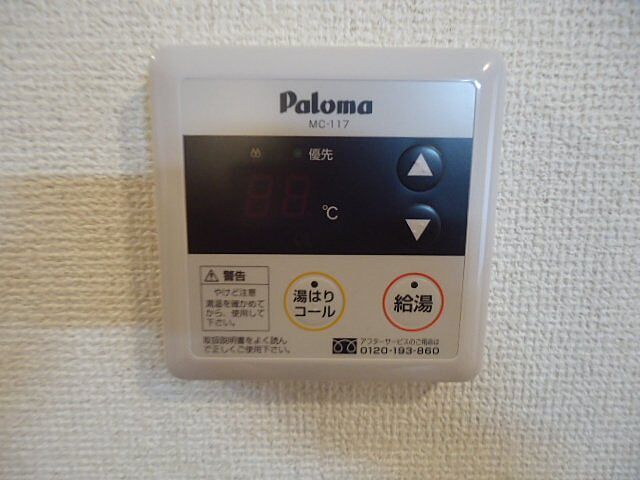 Paloma
MC-117
優先
88
℃
警告
やけど注意
湯温を確かめて
から、使用して
下さい。
取扱説明書をよく読ん
で正しくご使用下さい。
湯はり
コール
給湯
アフターサービスのご用命は
0120-193-860